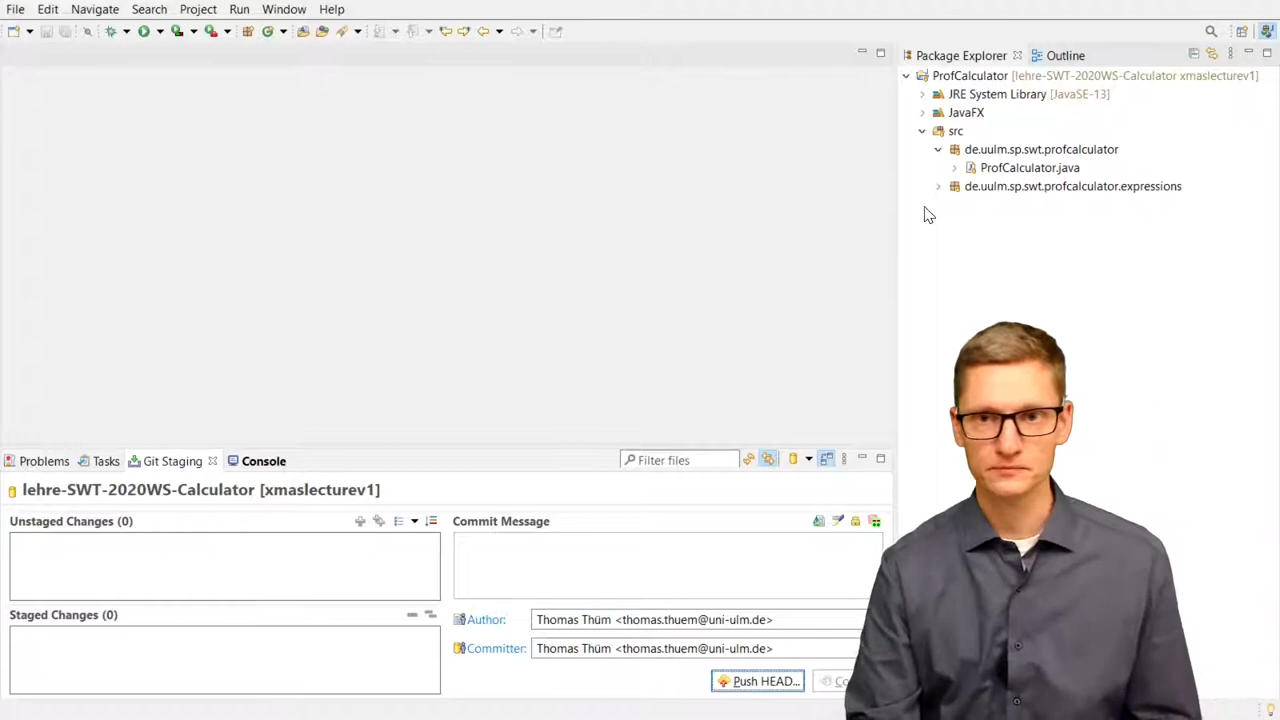 File Edit Navigate Search Project Run Window Help
Package Explorer Outline
ProfCalculator [lehre-SWT-2020WS-Calculator xmaslecturev1]
JRE System Library [JavaSE-13]
JavaFX
src
de.uulm.sp.swt.profcalculator
ProfCalculator.java
de.uulm.sp.swt.profcalculator.expressions
Problems Tasks Git Staging Console Filter files
lehre-SWT-2020WS-Calculator [xmaslecturev1]
Unstaged Changes (0)
Commit Message
Staged Changes (0)
Author: Thomas Thüm <thomas.thuem@uni-ulm.de>
Committer: Thomas Thüm <thomas.thuem@uni-ulm.de>
Push HEAD...